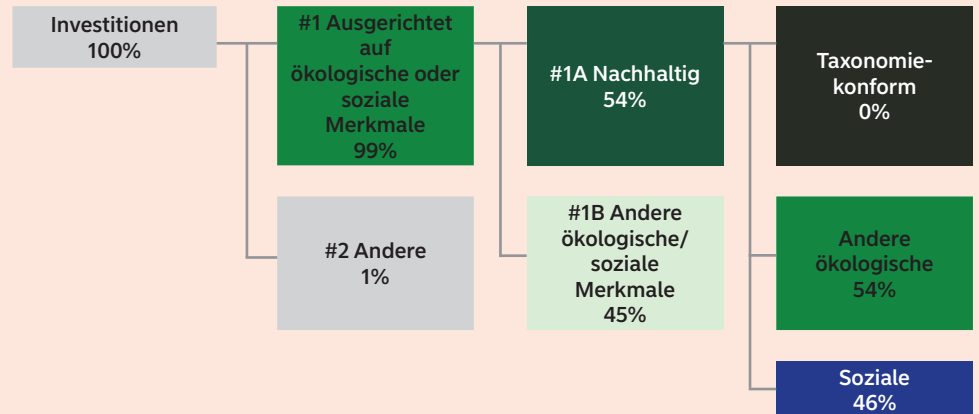 Investitionen
100%
#1 Ausgerichtet
auf
ökologische oder
soziale
Merkmale
99%
#1A Nachhaltig
54%
Taxonomie-
konform
0%
#2 Andere
1%
#1B Andere
ökologische/
soziale
Merkmale
45%
Andere
ökologische
54%
Soziale
46%